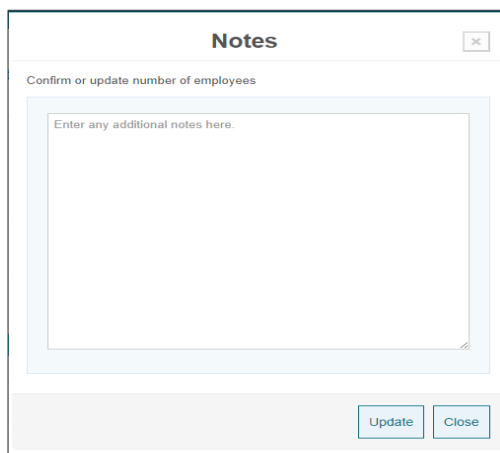 Notes
×
Confirm or update number of employees
Enter any additional notes here.
Update Close